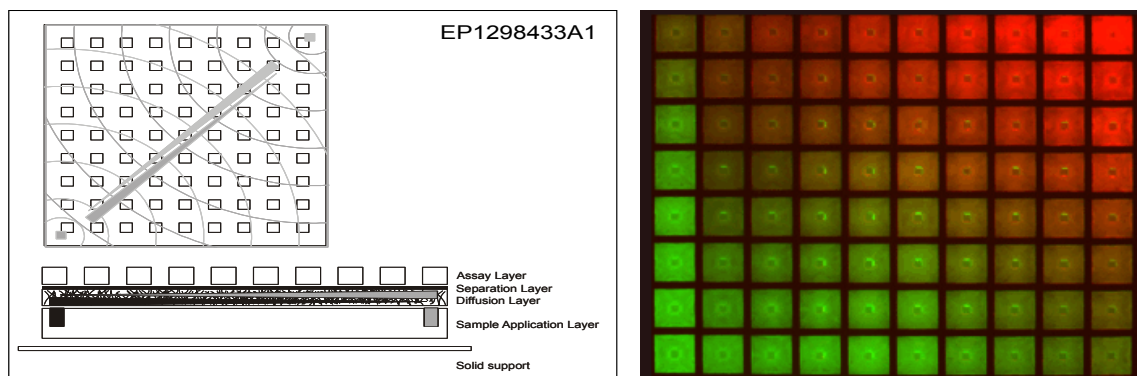 EP1298433A1
Assay Layer
Separation Layer
Diffusion Layer
Sample Application Layer
Solid support